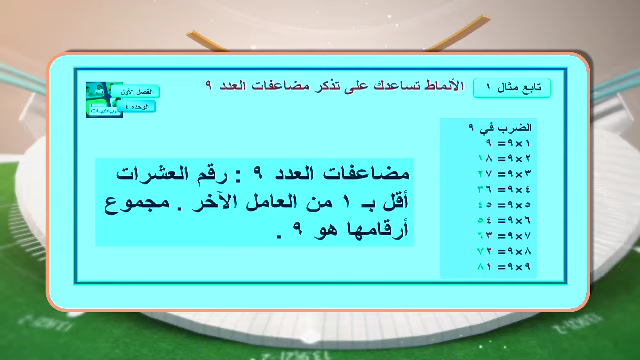 تابع مثال ١
الألماط تساعدك على تذكر مضاعفات العدد ٩
الفصل الأول
الوحدة ٤
الضرب في ٩
١×٩= ٩
٢×٩= ١٨
٣×٩= ٢٧
٤×٩= ٣٦
٥×٩= ٤٥
٦×٩= ٥٤
٧×٩= ٦٣
٨×٩= ٧٢
٩×٩= ٨١
مضاعفات العدد ٩ : رقم العشرات
أقل بـ ١ من العامل الآخر . مجموع
أرقامها هو ٩ .